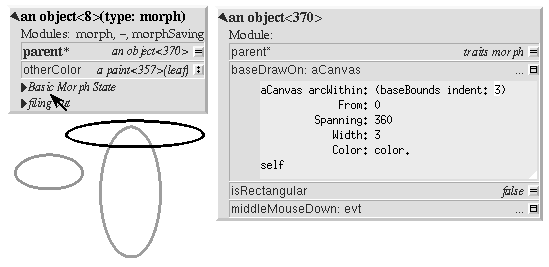 an object<8>(type: morph)
Modules: morph, -, morphSaving
parent* an object<370> =
otherColor a paint<357>(leaf) :
Basic Morph State
filing out
an object<370>
Module:
parent* traits morph =
baseDrawOn: aCanvas ...
aCanvas arcWithin: (baseBounds indent: 3)
From: 0
Spanning: 360
Width: 3
Color: color.
self
isRectangular false =
middleMouseDown: evt ...